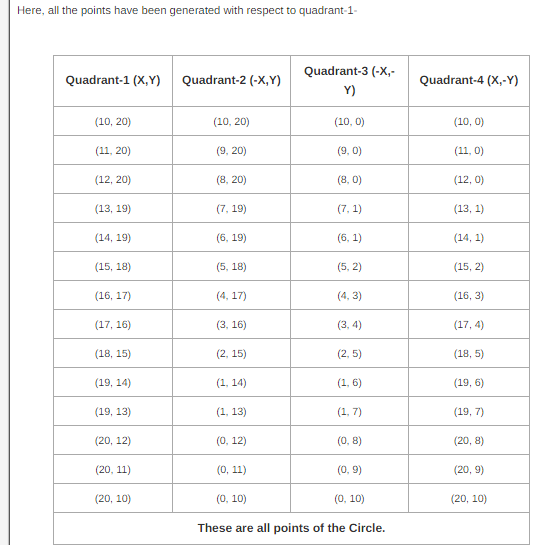 Here, all the points have been generated with respect to quadrant-1-
Quadrant-1 (X,Y) Quadrant-2 (-X,Y) Quadrant-3 (-X,-Y) Quadrant-4 (X,-Y)
(10, 20) (10, 20) (10, 0) (10, 0)
(11, 20) (9, 20) (9, 0) (11, 0)
(12, 20) (8, 20) (8, 0) (12, 0)
(13, 19) (7, 19) (7, 1) (13, 1)
(14, 19) (6, 19) (6, 1) (14, 1)
(15, 18) (5, 18) (5, 2) (15, 2)
(16, 17) (4, 17) (4, 3) (16, 3)
(17, 16) (3, 16) (3, 4) (17, 4)
(18, 15) (2, 15) (2, 5) (18, 5)
(19, 14) (1, 14) (1, 6) (19, 6)
(19, 13) (1, 13) (1, 7) (19, 7)
(20, 12) (0, 12) (0, 8) (20, 8)
(20, 11) (0, 11) (0, 9) (20, 9)
(20, 10) (0, 10) (0, 10) (20, 10)
These are all points of the Circle.